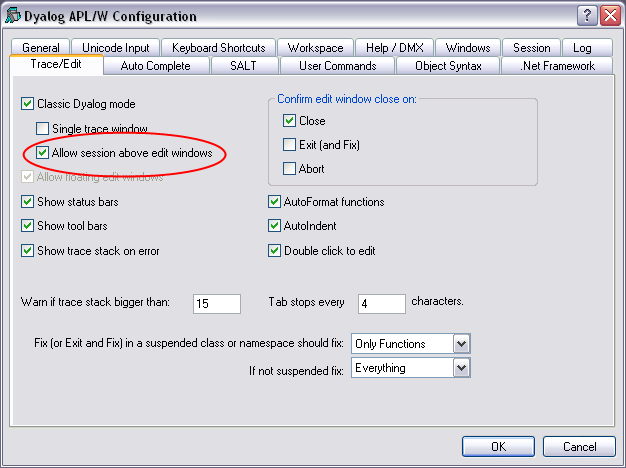 Dyalog APL/W Configuration
General Unicode Input Keyboard Shortcuts Workspace Help / DMX Windows Session Log
Trace/Edit Auto Complete SALT User Commands Object Syntax .Net Framework
Classic Dyalog mode
Single trace window
Allow session above edit windows
Allow floating edit windows
Show status bars
Show tool bars
Show trace stack on error
Confirm edit window close on:
Close
Exit (and Fix)
Abort
AutoFormat functions
AutoIndent
Double click to edit
Warn if trace stack bigger than: 15 Tab stops every 4 characters.
Fix (or Exit and Fix) in a suspended class or namespace should fix: Only Functions
If not suspended fix: Everything
OK Cancel